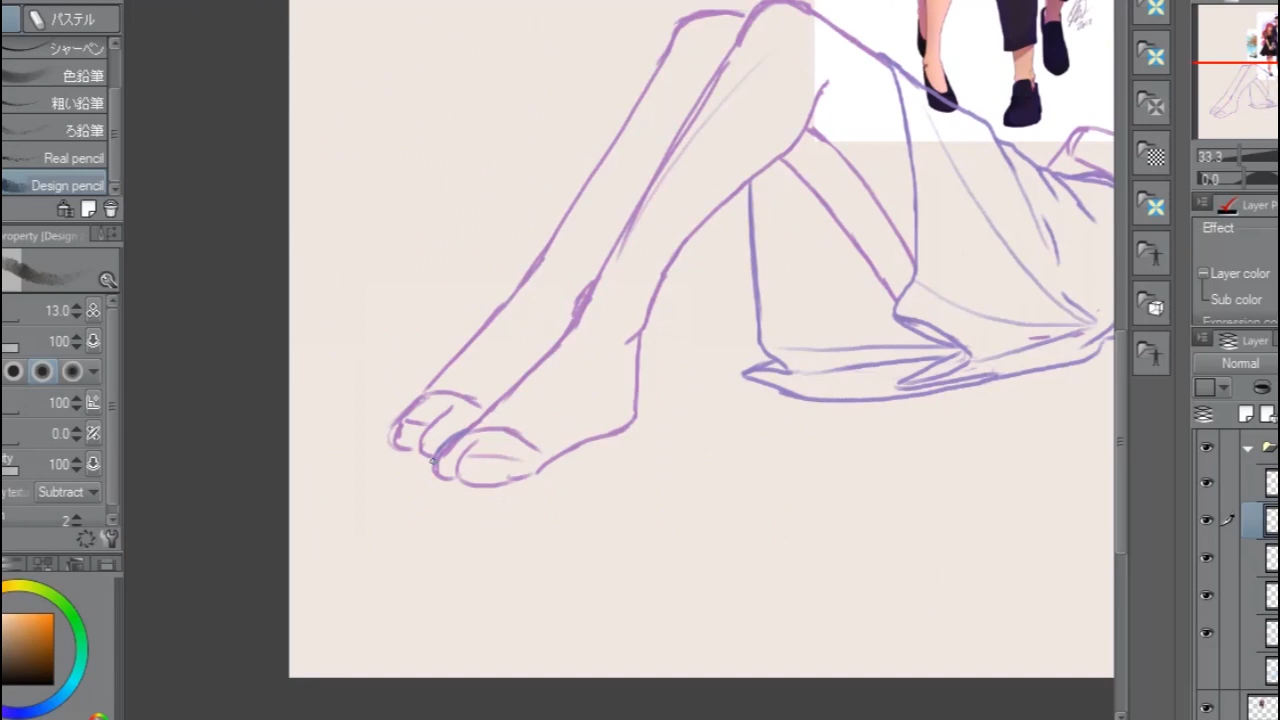 パステル
シャーペン
色鉛筆
粗い鉛筆
ろ鉛筆
Real pencil
Design pencil
roperty [Design
13.0
100
100
0.0
100
Subtract
2
33.3
0.0
Layer P
Effect
Layer color
Sub color
Expression co
Layer
Normal